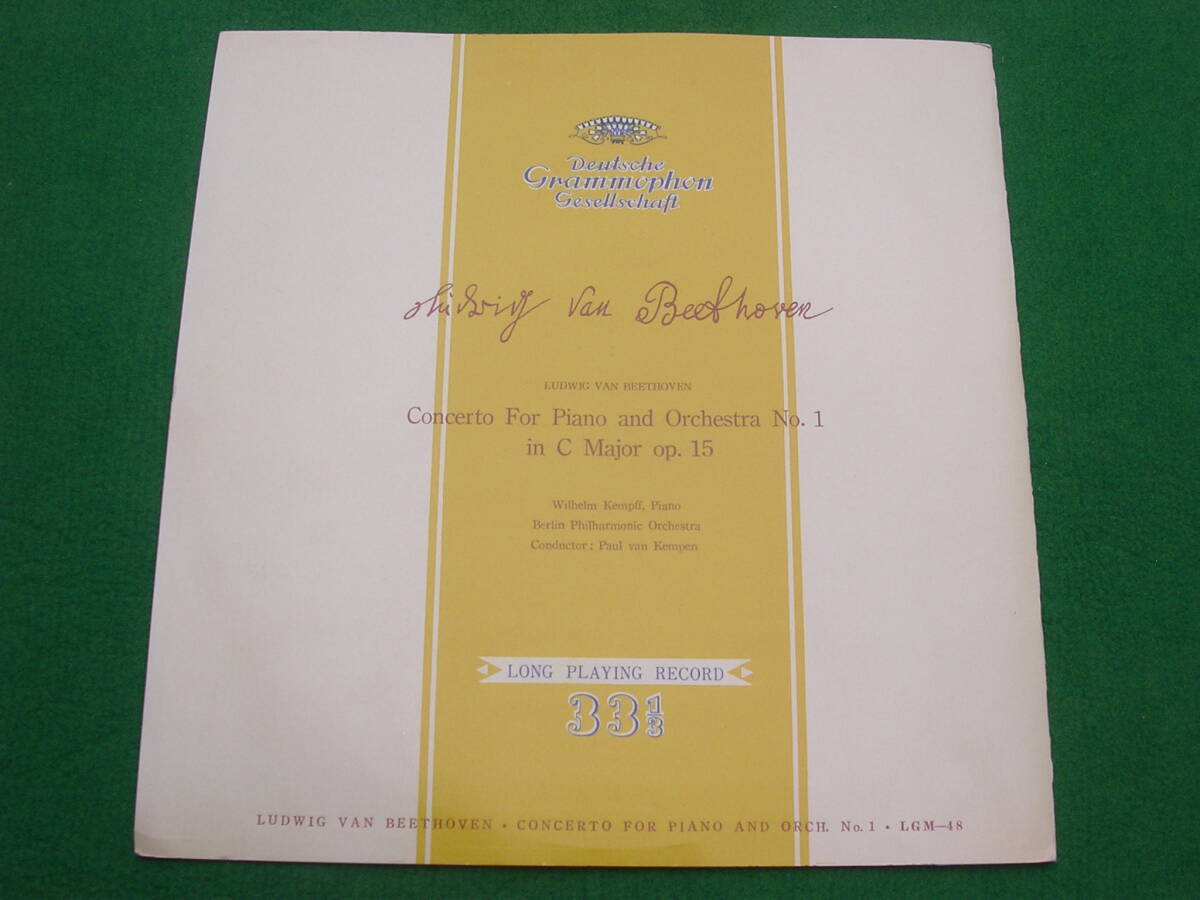 Deutsche
Grammophon
Gesellschaft
Ludwig van Beethoven
LUDWIG VAN BEETHOVEN
Concerto For Piano and Orchestra No. 1
in C Major op. 15
Wilhelm Kempff, Piano
Berlin Philharmonic Orchestra
Conductor: Paul van Kempen
LONG PLAYING RECORD
33⅓
LUDWIG VAN BEETHOVEN • CONCERTO FOR PIANO AND ORCH. No. 1 • LGM—48